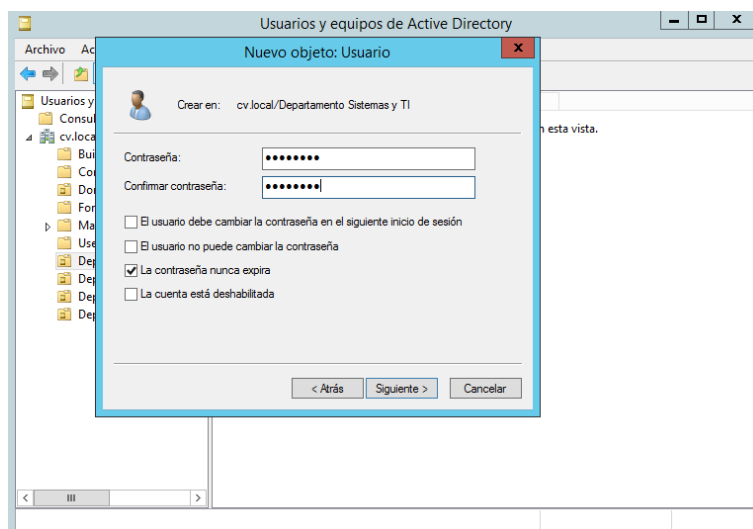 Usuarios y equipos de Active Directory
Archivo Ac
Nuevo objeto: Usuario
Usuarios y
Consul
cv.loca
Bui
Co
Do
For
Ma
Use
Dep
Dep
Dep
Dep
Crear en: cv.local/Departamento Sistemas y TI
n esta vista.
Contraseña: ••••••••
Confirmar contraseña: ••••••••
El usuario debe cambiar la contraseña en el siguiente inicio de sesión
El usuario no puede cambiar la contraseña
La contraseña nunca expira
La cuenta está deshabilitada
< Atrás Siguiente > Cancelar